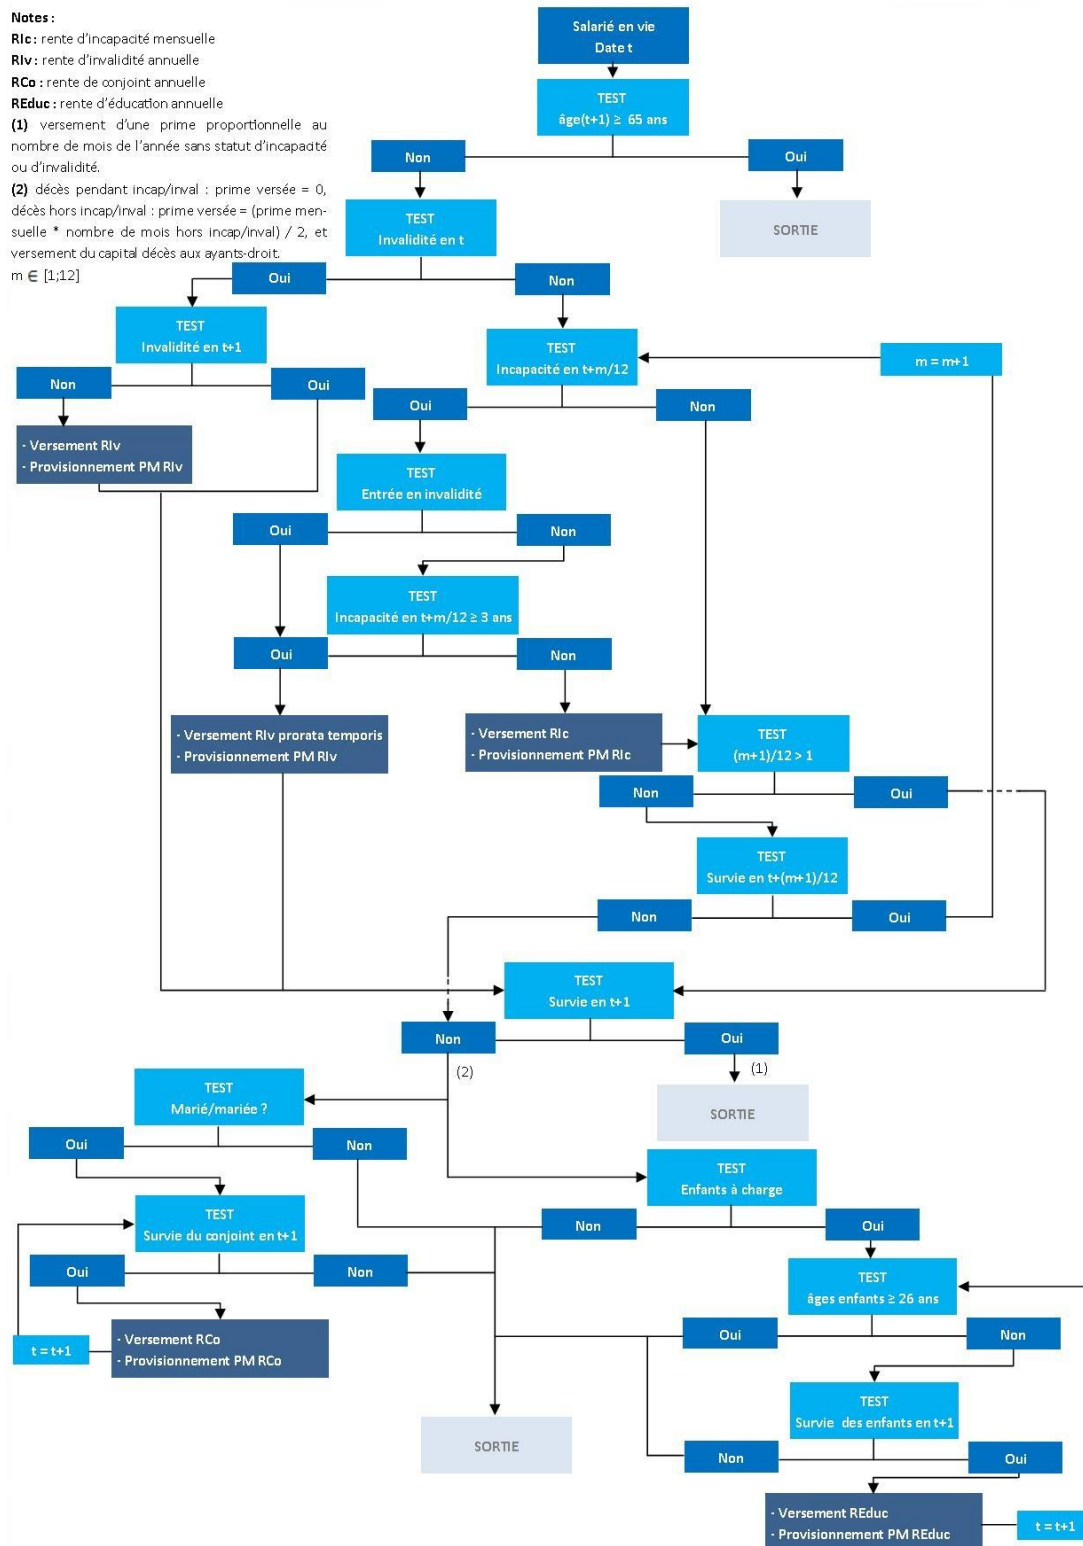 Notes :
RIc : rente d'incapacité mensuelle
RIv : rente d'invalidité annuelle
RCo : rente de conjoint annuelle
REduc : rente d'éducation annuelle
(1) versement d'une prime proportionnelle au
nombre de mois de l'année sans statut d'incapacité
ou d'invalidité.
(2) décès pendant incap/inval : prime versée = 0,
décès hors incap/inval : prime versée = (prime men-
suelle * nombre de mois hors incap/inval) / 2, et
versement du capital décès aux ayants-droit.
m ∈ [1;12]
Salarié en vie
Date t
TEST
âge(t+1) ≥ 65 ans
Non
Oui
TEST
Invalidité en t
SORTIE
Oui
Non
TEST
Invalidité en t+1
TEST
Incapacité en t+m/12
m = m+1
Non
Oui
Oui
Non
- Versement RIv
- Provisionnement PM RIv
TEST
Entrée en invalidité
Oui
Non
TEST
Incapacité en t+m/12 ≥ 3 ans
Oui
Non
- Versement RIv prorata temporis
- Provisionnement PM RIv
- Versement RIc
- Provisionnement PM RIc
TEST
(m+1)/12 > 1
Non
Oui
TEST
Survie en t+(m+1)/12
Non
Oui
TEST
Survie en t+1
Non
Oui
(2)
(1)
SORTIE
TEST
Marié/mariée ?
Oui
Non
TEST
Enfants à charge
TEST
Survie du conjoint en t+1
Non
Oui
Oui
Non
TEST
âges enfants ≥ 26 ans
t = t+1
- Versement RCo
- Provisionnement PM RCo
Oui
Non
TEST
Survie des enfants en t+1
SORTIE
Non
Oui
- Versement REduc
- Provisionnement PM REduc
t = t+1